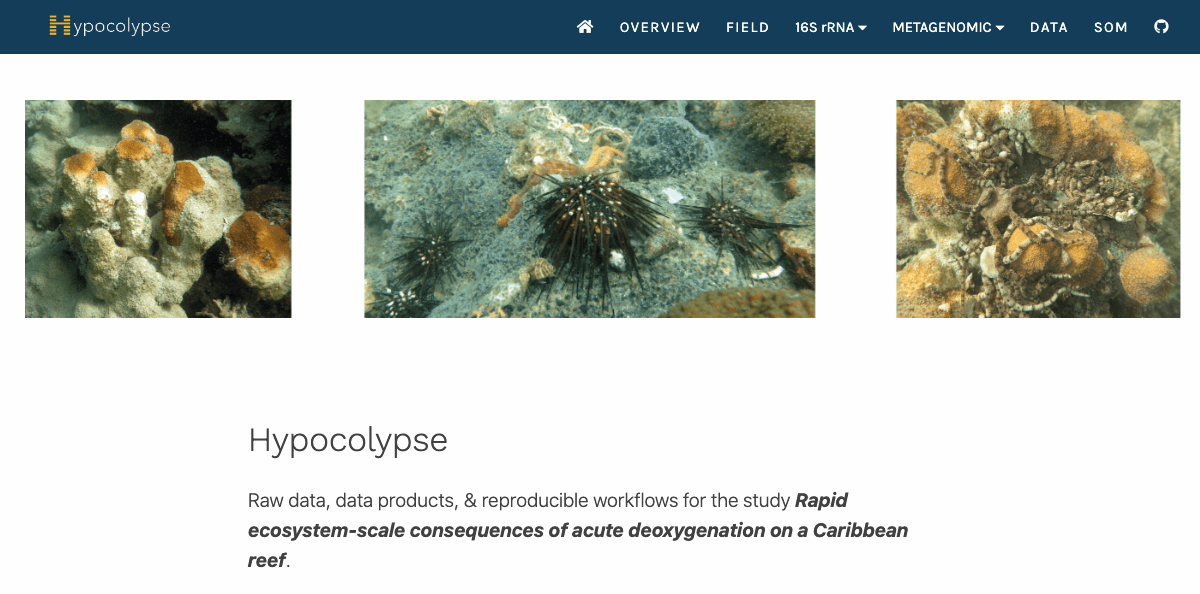 Hypocolypse
OVERVIEW
FIELD
16S rRNA
METAGENOMIC
DATA
SOM
Hypocolypse
Raw data, data products, & reproducible workflows for the study Rapid
ecosystem-scale consequences of acute deoxygenation on a Caribbean
reef.